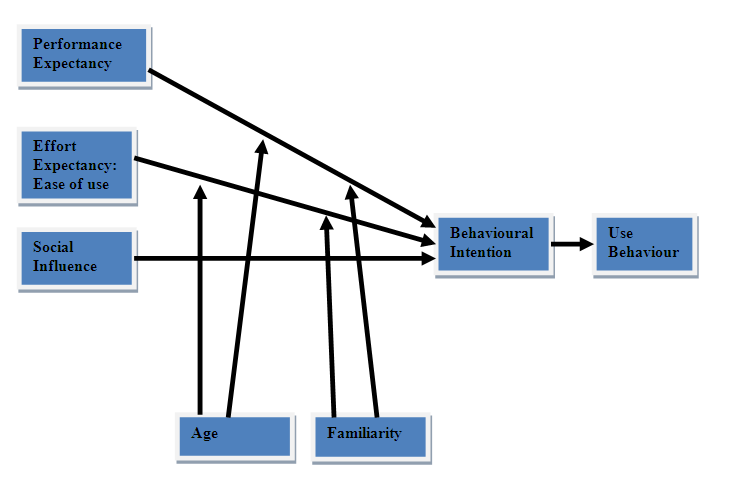 Performance
Expectancy
Effort
Expectancy:
Ease of use
Social
Influence
Behavioural
Intention
Use
Behaviour
Age
Familiarity